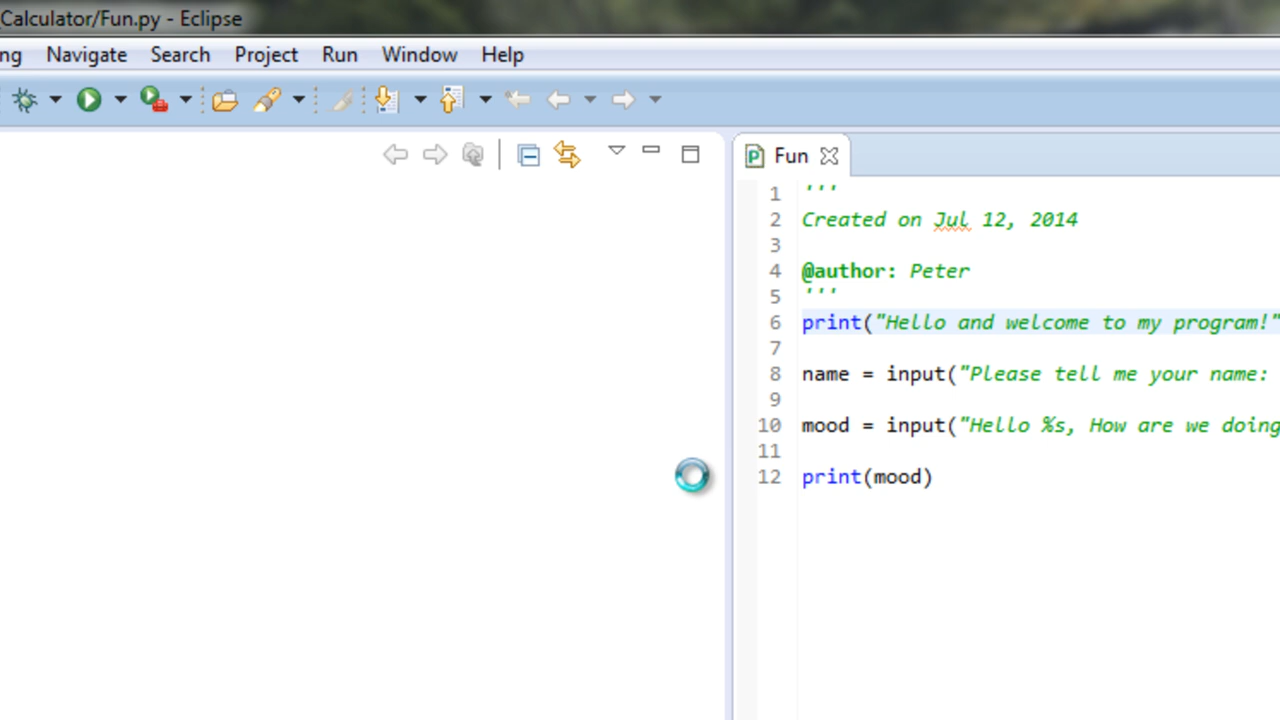 Calculator/Fun.py - Eclipse
ng Navigate Search Project Run Window Help
Fun
1 '''
2 Created on Jul 12, 2014
3
4 @author: Peter
5 '''
6 print("Hello and welcome to my program!"
7
8 name = input("Please tell me your name:
9
10 mood = input("Hello %s, How are we doing
11
12 print(mood)